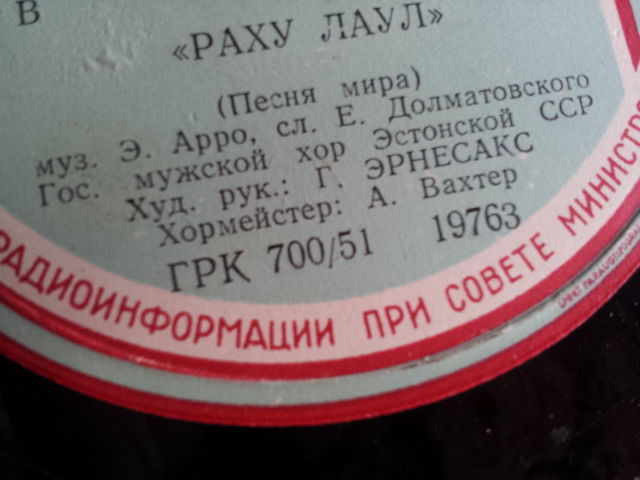 В
«РАХУ ЛАУЛ»
(Песня мира)
муз. Э. Арро, сл. Е. Долматовского
Гос. мужской хор Эстонской ССР
Худ. рук.: Г. ЭРНЕСАКС
Хормейстер: А. Вахтер
ГРК 700/51 19763
РАДИОИНФОРМАЦИИ ПРИ СОВЕТЕ МИНИСТР